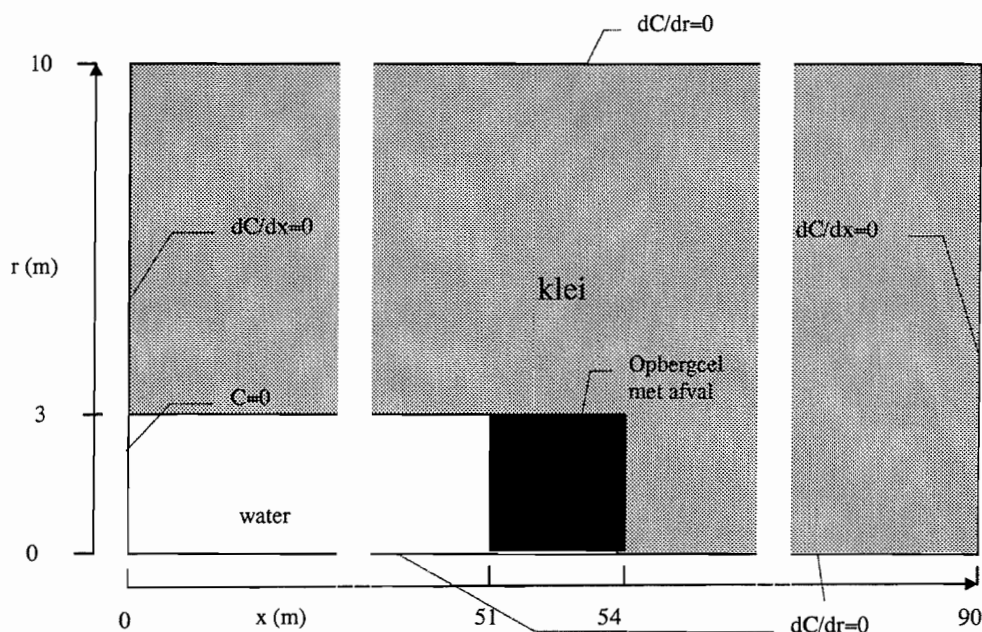 dC/dr=0
10
dC/dx=0
dC/dx=0
r (m)
klei
Opbergcel
met afval
C=0
3
water
0
0
x (m)
51
54
90
dC/dr=0